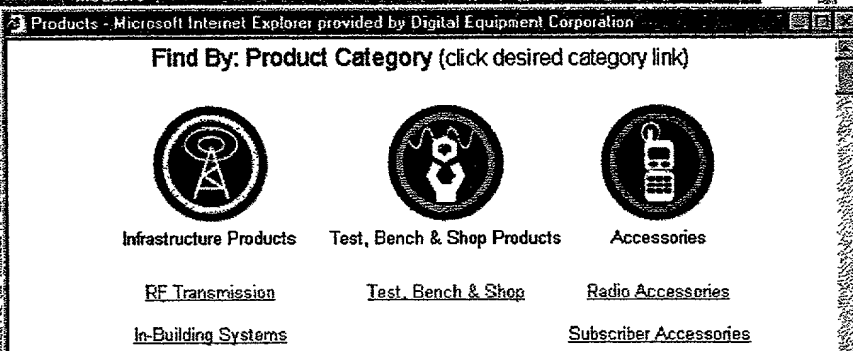 Products - Microsoft Internet Explorer provided by Digital Equipment Corporation
Find By: Product Category (click desired category link)
Infrastructure Products Test, Bench & Shop Products Accessories
RF Transmission Test, Bench & Shop Radio Accessories
In-Building Systems Subscriber Accessories